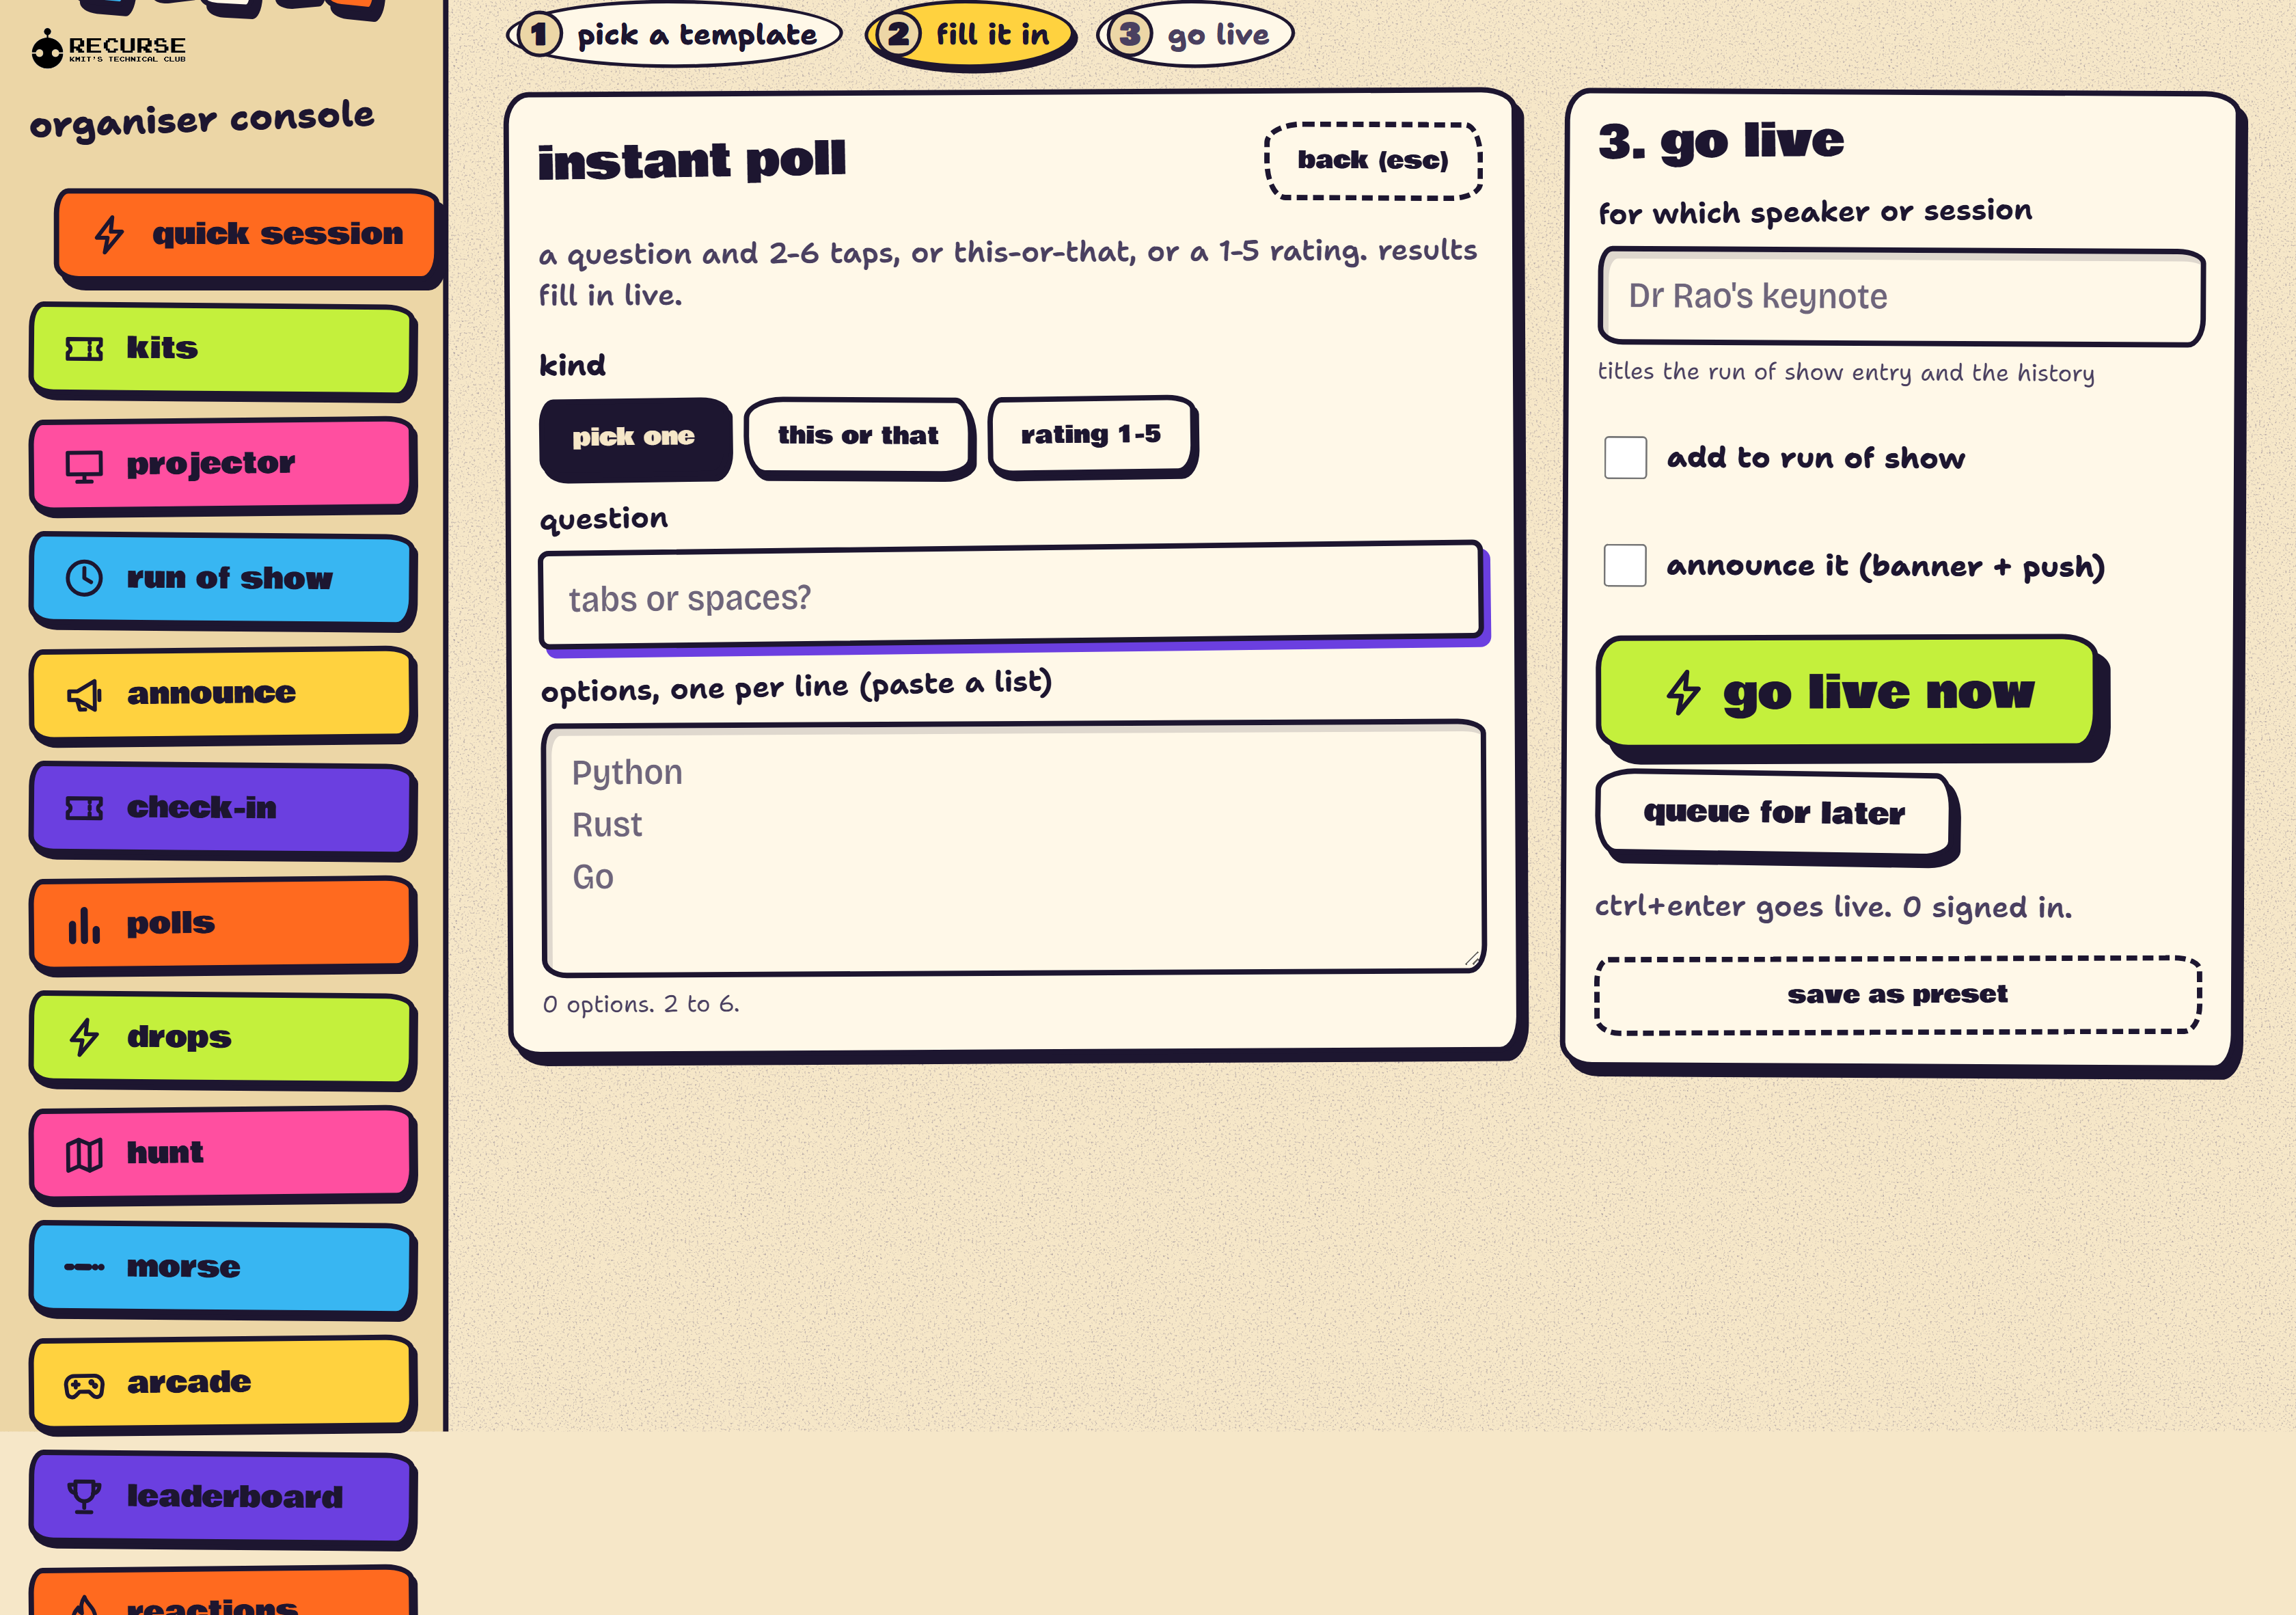 RECURSE
KMIT'S TECHNICAL CLUB
organiser console
quick session
kits
projector
run of show
announce
check-in
polls
drops
hunt
morse
arcade
leaderboard
reactions
1 pick a template
2 fill it in
3 go live
instant poll
back (esc)
a question and 2-6 taps, or this-or-that, or a 1-5 rating. results
fill in live.
kind
pick one
this or that
rating 1-5
question
tabs or spaces?
options, one per line (paste a list)
Python
Rust
Go
0 options. 2 to 6.
3. go live
for which speaker or session
Dr Rao's keynote
titles the run of show entry and the history
add to run of show
announce it (banner + push)
go live now
queue for later
ctrl+enter goes live. 0 signed in.
save as preset